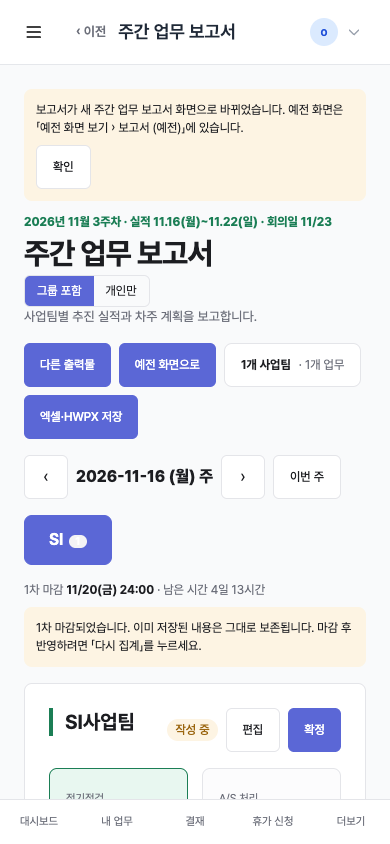 ‹ 이전 주간 업무 보고서 o
보고서가 새 주간 업무 보고서 화면으로 바뀌었습니다. 예전 화면은
「예전 화면 보기 › 보고서 (예전)」에 있습니다.
확인
2026년 11월 3주차 · 실적 11.16(월)~11.22(일) · 회의일 11/23
주간 업무 보고서
그룹 포함 개인만
사업팀별 추진 실적과 차주 계획을 보고합니다.
다른 출력물 예전 화면으로 1개 사업팀 · 1개 업무
엑셀·HWPX 저장
‹ 2026-11-16 (월) 주 › 이번 주
SI
1차 마감 11/20(금) 24:00 · 남은 시간 4일 13시간
1차 마감되었습니다. 이미 저장된 내용은 그대로 보존됩니다. 마감 후
반영하려면 「다시 집계」를 누르세요.
SI사업팀 작성 중 편집 확정
정기점검 A/S 처리
대시보드 내 업무 결재 휴가 신청 더보기